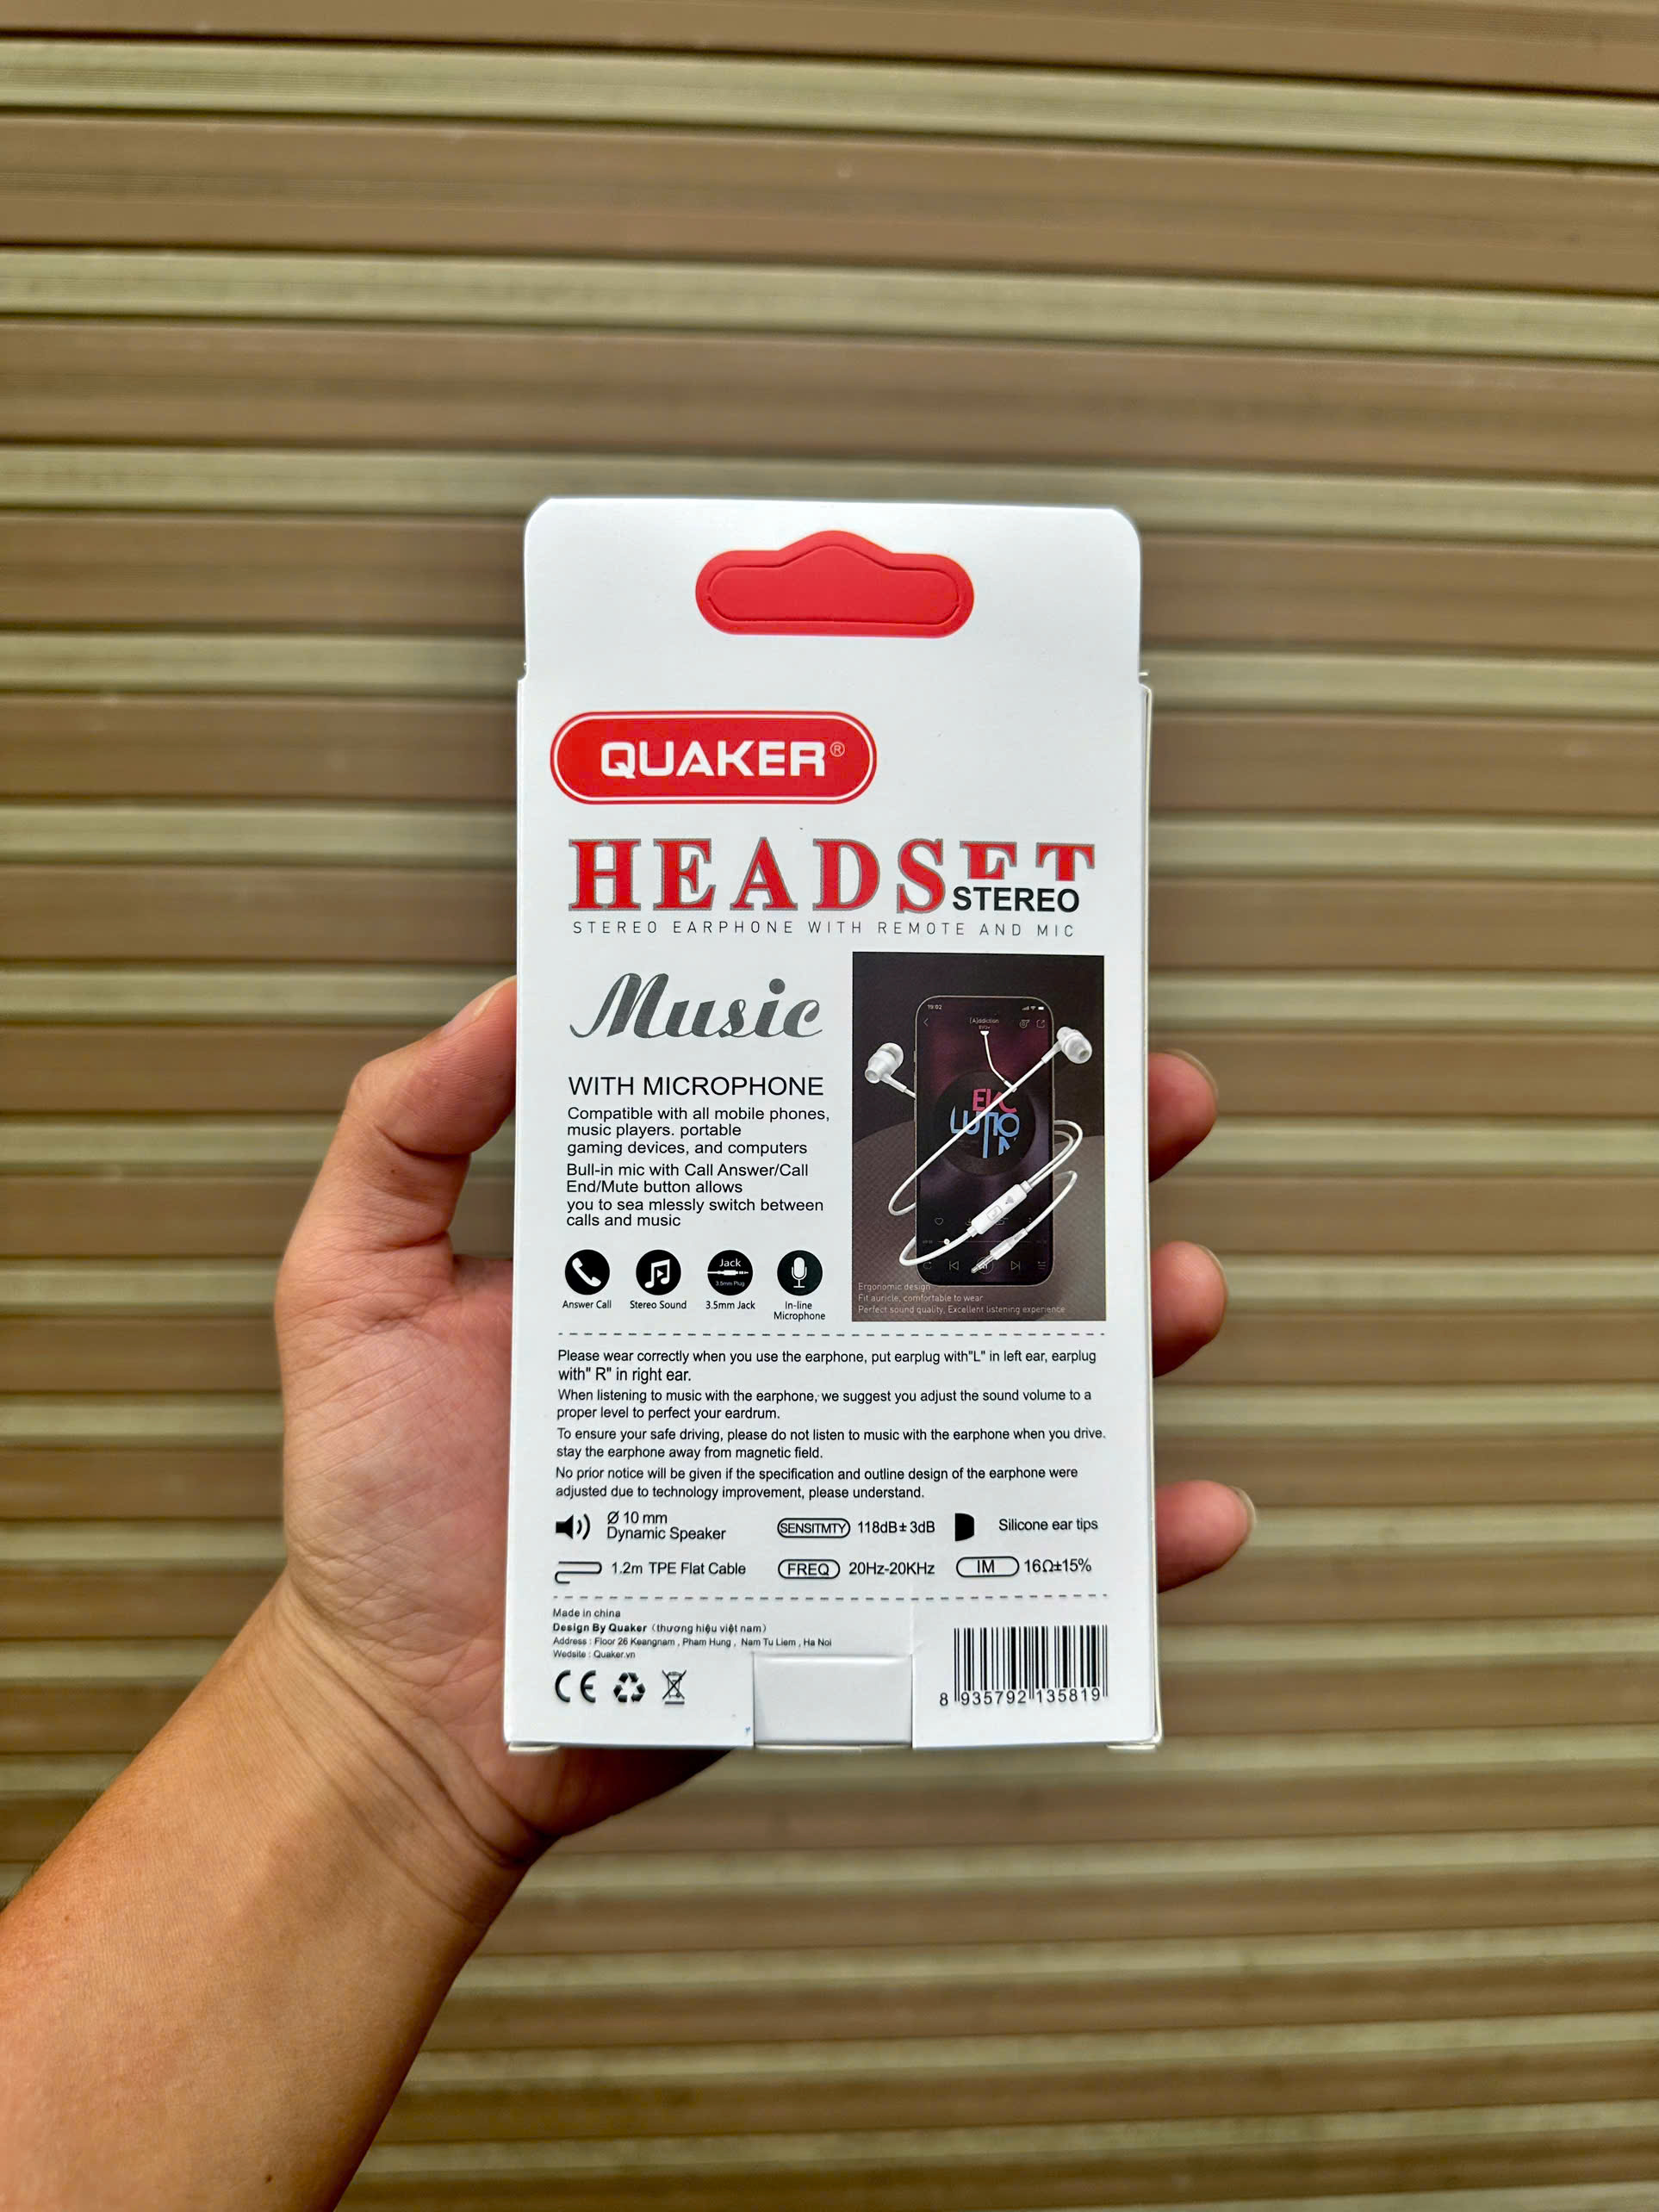 QUAKER®
HEADSET
STEREO
STEREO EARPHONE WITH REMOTE AND MIC
Music
WITH MICROPHONE
Compatible with all mobile phones,
music players. portable
gaming devices, and computers
Bull-in mic with Call Answer/Call
End/Mute button allows
you to sea mlessly switch between
calls and music
Jack
3.5mm Plug
Answer Call
Stereo Sound
3.5mm Jack
In-line
Microphone
19:02
EVO
LUTIO
N
Ergonomic design
Fit auricle, comfortable to wear
Perfect sound quality, Excellent listening experience
Please wear correctly when you use the earphone, put earplug with"L" in left ear, earplug
with" R" in right ear.
When listening to music with the earphone, we suggest you adjust the sound volume to a
proper level to perfect your eardrum.
To ensure your safe driving, please do not listen to music with the earphone when you drive.
stay the earphone away from magnetic field.
No prior notice will be given if the specification and outline design of the earphone were
adjusted due to technology improvement, please understand.
Ø 10 mm
Dynamic Speaker
SENSITMTY 118dB±3dB
Silicone ear tips
1.2m TPE Flat Cable
FREQ 20Hz-20KHz
IM 16Ω±15%
Made in china
Design By Quaker (thương hiệu việt nam)
Address : Floor 26 Keangnam , Pham Hung , Nam Tu Liem , Ha Noi
Wedsite : Quaker.vn
CE
8 935792 135819